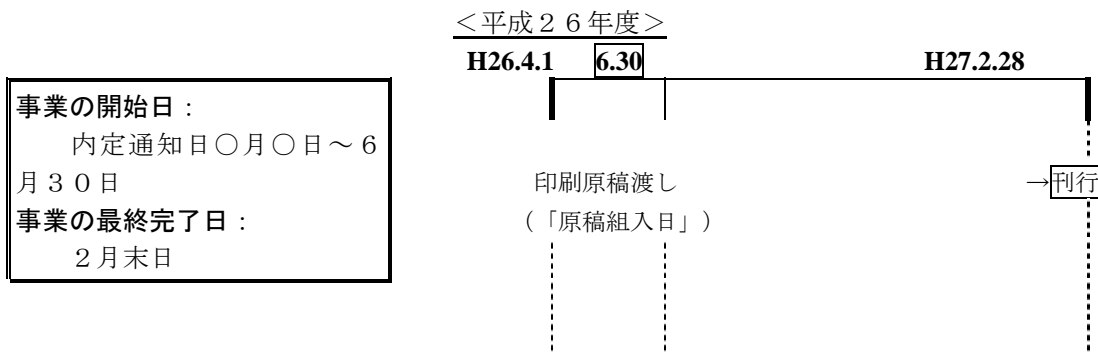 ＜平成２６年度＞
H26.4.1 6.30 H27.2.28
事業の開始日：
内定通知日○月○日～６
月３０日
事業の最終完了日：
２月末日
印刷原稿渡し →刊行
（「原稿組入日」）